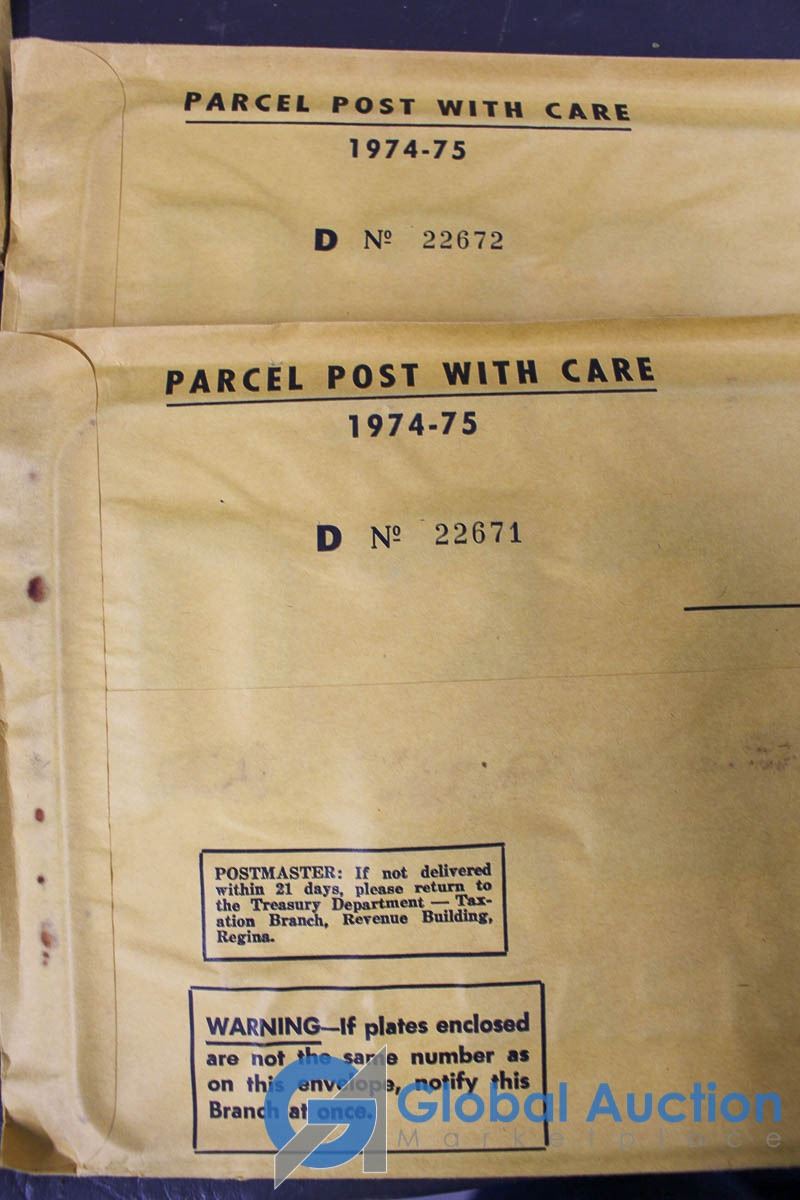 PARCEL POST WITH CARE
1974-75
D Nº 22672
PARCEL POST WITH CARE
1974-75
D Nº 22671
POSTMASTER: If not delivered
within 21 days, please return to
the Treasury Department — Tax-
ation Branch, Revenue Building,
Regina.
WARNING—If plates enclosed
are not the same number as
on this envelope, notify this
Branch at once.
Global Auction
Marketplace